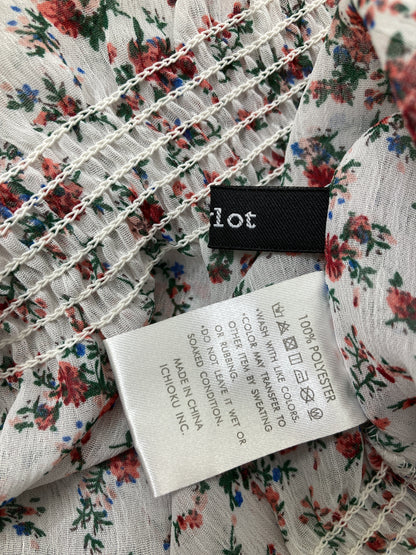 rlot
100% POLYESTER
•WASH WITH LIKE COLORS.
•COLOR MAY TRANSFER TO
OTHER ITEM BY SWEATING
OR RUBBING.
•DO NOT LEAVE IT WET OR
SOAKED CONDITION.
MADE IN CHINA
ICHIOKU INC.